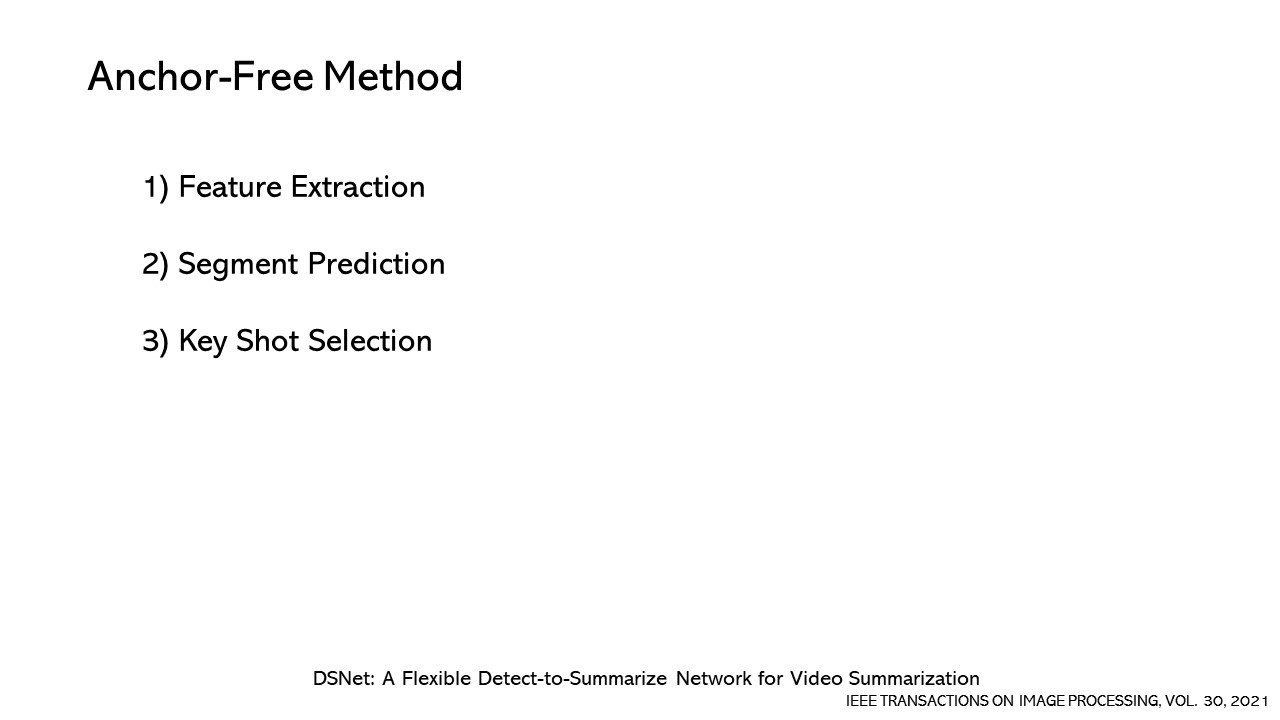 Anchor-Free Method
1) Feature Extraction
2) Segment Prediction
3) Key Shot Selection
DSNet: A Flexible Detect-to-Summarize Network for Video Summarization
IEEE TRANSACTIONS ON IMAGE PROCESSING, VOL. 30, 2021